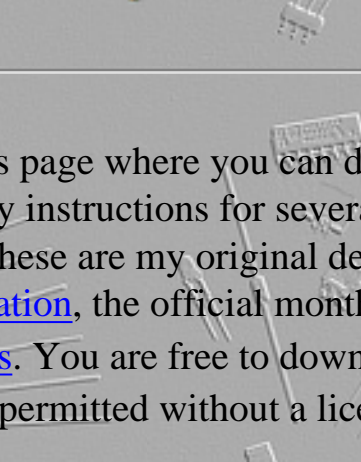 s page where you can d
y instructions for severa
hese are my original de
ation, the official month
s. You are free to down
permitted without a lice